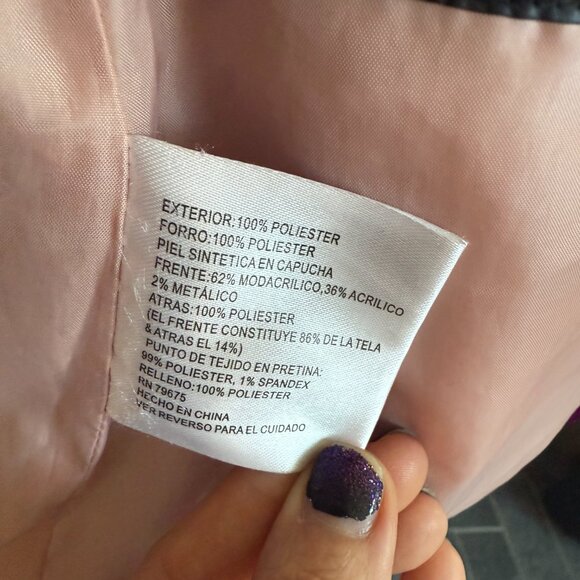 EXTERIOR:100% POLIESTER
FORRO:100% POLIESTER
PIEL SINTETICA EN CAPUCHA
FRENTE:62% MODACRILICO,36% ACRILICO
2% METÁLICO
ATRAS:100% POLIESTER
(EL FRENTE CONSTITUYE 86% DE LA TELA
& ATRAS EL 14%)
PUNTO DE TEJIDO EN PRETINA:
99% POLIESTER, 1% SPANDEX
RELLENO:100% POLIESTER
RN 79675
HECHO EN CHINA
VER REVERSO PARA EL CUIDADO